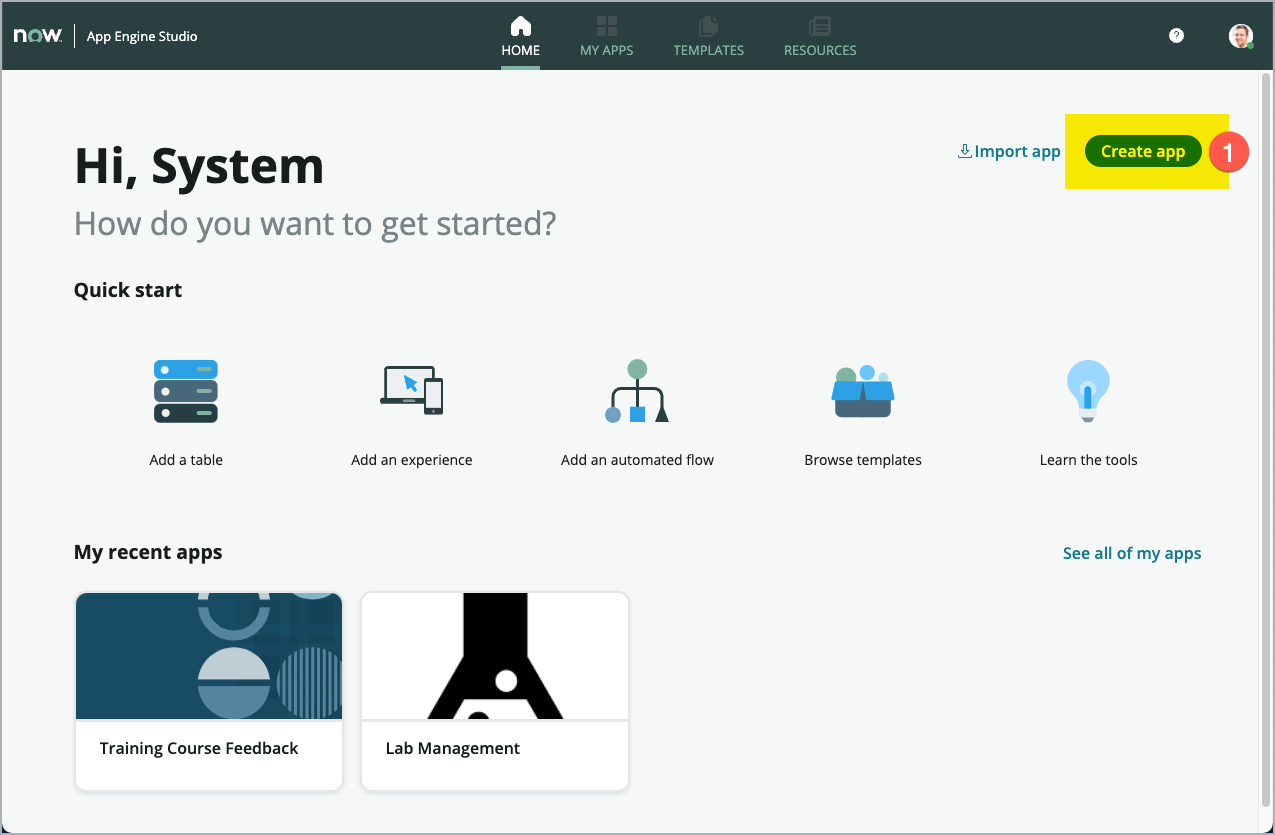 now. App Engine Studio
HOME MY APPS TEMPLATES RESOURCES ?
Hi, System
Import app Create app 1
How do you want to get started?
Quick start
Add a table Add an experience Add an automated flow Browse templates Learn the tools
My recent apps See all of my apps
Training Course Feedback Lab Management